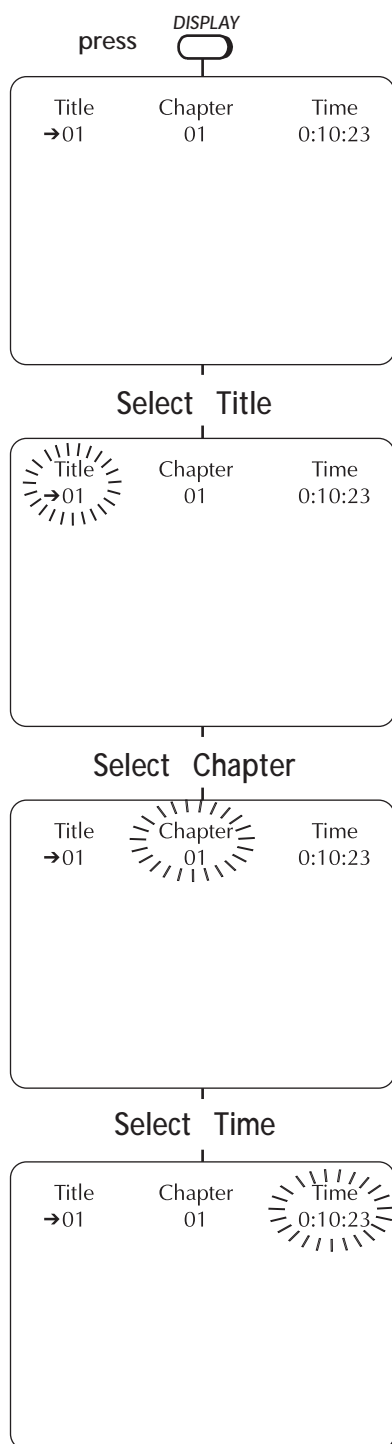 DISPLAY
press
Title Chapter Time
➔01 01 0:10:23
Select Title
Title Chapter Time
➔01 01 0:10:23
Select Chapter
Title Chapter Time
➔01 01 0:10:23
Select Time
Title Chapter Time
➔01 01 0:10:23